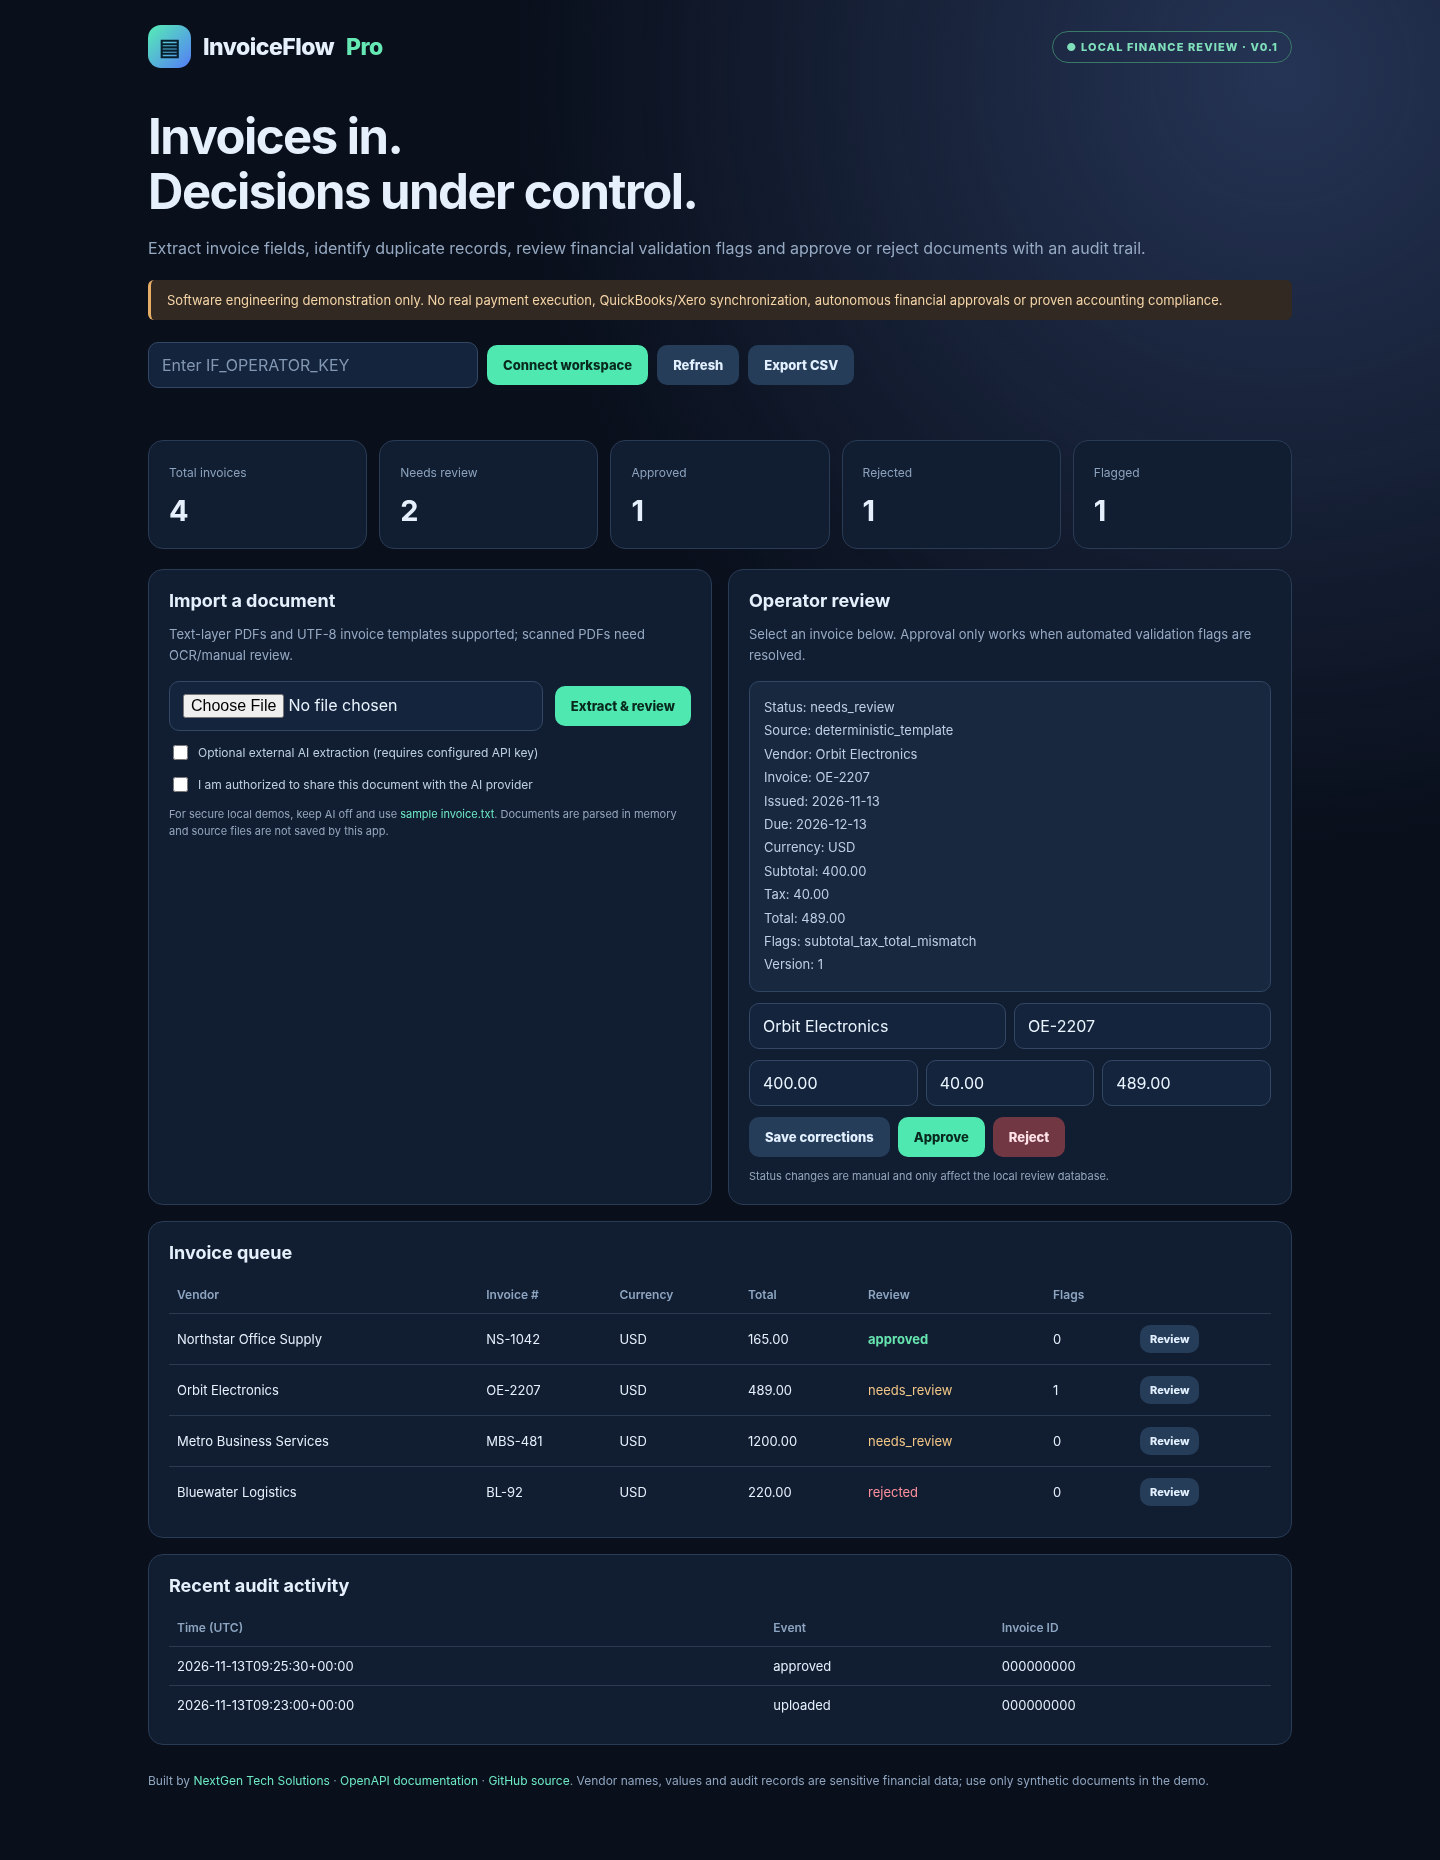 InvoiceFlow Pro
● LOCAL FINANCE REVIEW · V0.1
Invoices in.
Decisions under control.
Extract invoice fields, identify duplicate records, review financial validation flags and approve or reject documents with an audit trail.
Software engineering demonstration only. No real payment execution, QuickBooks/Xero synchronization, autonomous financial approvals or proven accounting compliance.
Enter IF_OPERATOR_KEY
Connect workspace
Refresh
Export CSV
Total invoices
4
Needs review
2
Approved
1
Rejected
1
Flagged
1
Import a document
Text-layer PDFs and UTF-8 invoice templates supported; scanned PDFs need
OCR/manual review.
Choose File No file chosen
Extract & review
Optional external AI extraction (requires configured API key)
I am authorized to share this document with the AI provider
For secure local demos, keep AI off and use sample invoice.txt. Documents are parsed in memory
and source files are not saved by this app.
Operator review
Select an invoice below. Approval only works when automated validation flags are
resolved.
Status: needs_review
Source: deterministic_template
Vendor: Orbit Electronics
Invoice: OE-2207
Issued: 2026-11-13
Due: 2026-12-13
Currency: USD
Subtotal: 400.00
Tax: 40.00
Total: 489.00
Flags: subtotal_tax_total_mismatch
Version: 1
Orbit Electronics
OE-2207
400.00
40.00
489.00
Save corrections
Approve
Reject
Status changes are manual and only affect the local review database.
Invoice queue
Vendor Invoice # Currency Total Review Flags
Northstar Office Supply NS-1042 USD 165.00 approved 0 Review
Orbit Electronics OE-2207 USD 489.00 needs_review 1 Review
Metro Business Services MBS-481 USD 1200.00 needs_review 0 Review
Bluewater Logistics BL-92 USD 220.00 rejected 0 Review
Recent audit activity
Time (UTC) Event Invoice ID
2026-11-13T09:25:30+00:00 approved 000000000
2026-11-13T09:23:00+00:00 uploaded 000000000
Built by NextGen Tech Solutions · OpenAPI documentation · GitHub source. Vendor names, values and audit records are sensitive financial data; use only synthetic documents in the demo.